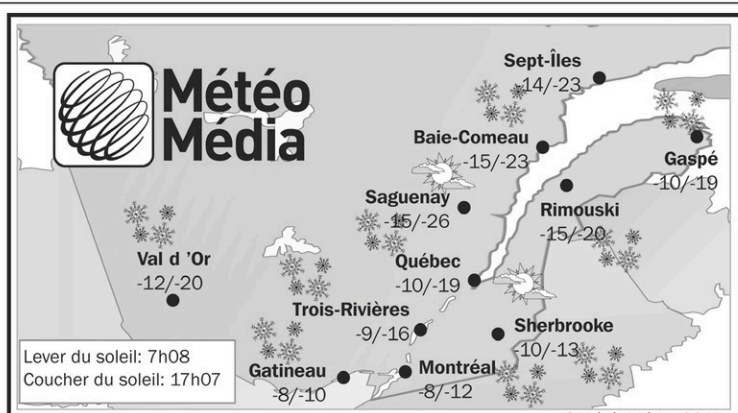 Météo
Média
Sept-Îles
-14/-23
Baie-Comeau
-15/-23
Gaspé
-10/-19
Saguenay
-15/-26
Rimouski
-15/-20
Val d 'Or
-12/-20
Québec
-10/-19
Trois-Rivières
-9/-16
Sherbrooke
-10/-13
Gatineau
-8/-10
Montréal
-8/-12
Lever du soleil: 7h08
Coucher du soleil: 17h07